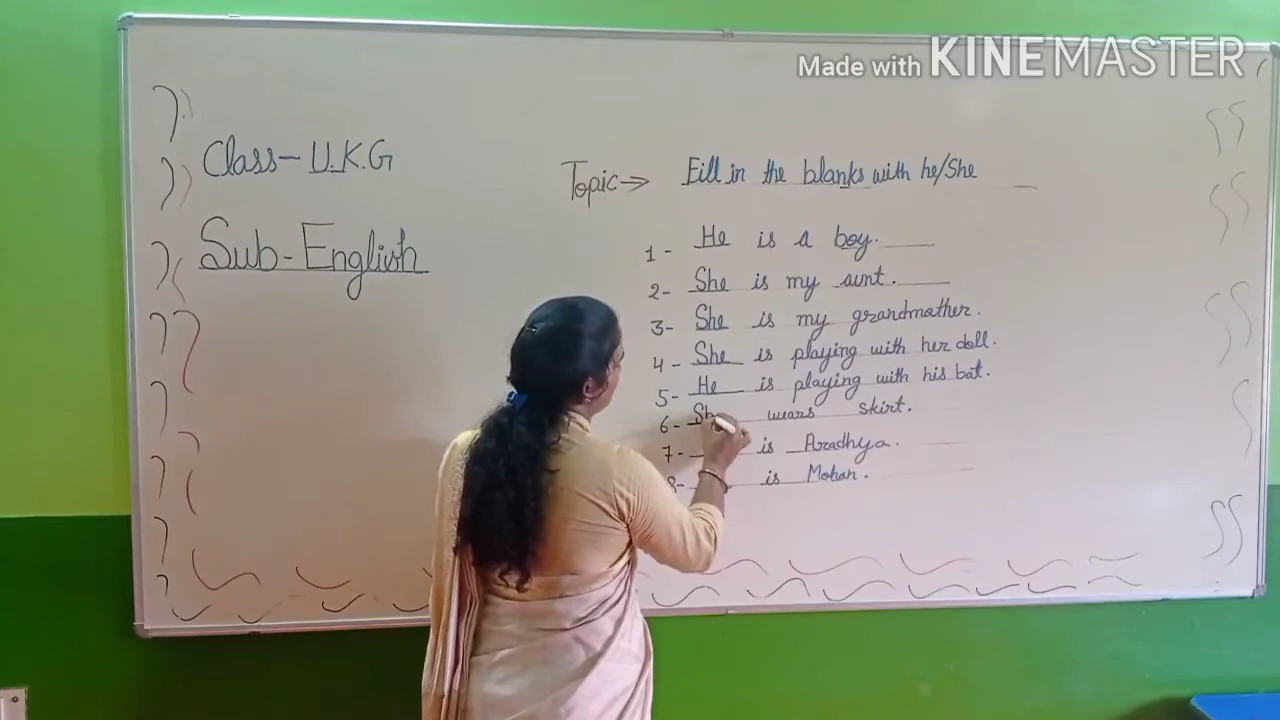 Made with KINEMASTER
Class- U.K.G
Sub-English
Topic→ Fill in the blanks with he/She
1- He is a boy.
2- She is my aunt.
3- She is my grandmather.
4- She is playing with her doll.
5- He is playing with his bat.
6- Sh wears skirt.
7- is Aradhya.
8- is Mohan.